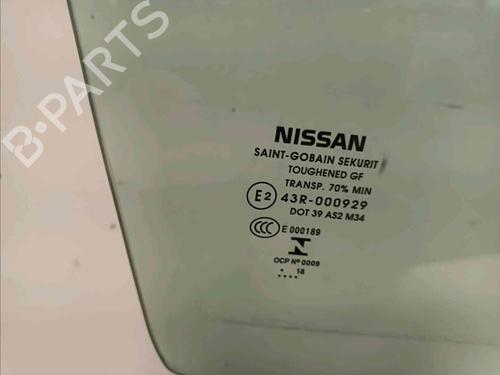 B-PARTS
NISSAN
SAINT-GOBAIN SEKURIT
TOUGHENED GF
TRANSP. 70% MIN
E2 43R-000929
DOT 39 AS2 M34
CCC E 000189
N
OCP Nº 0009
18